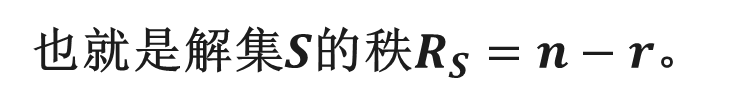 也就是解集S的秩R_S = n − r。